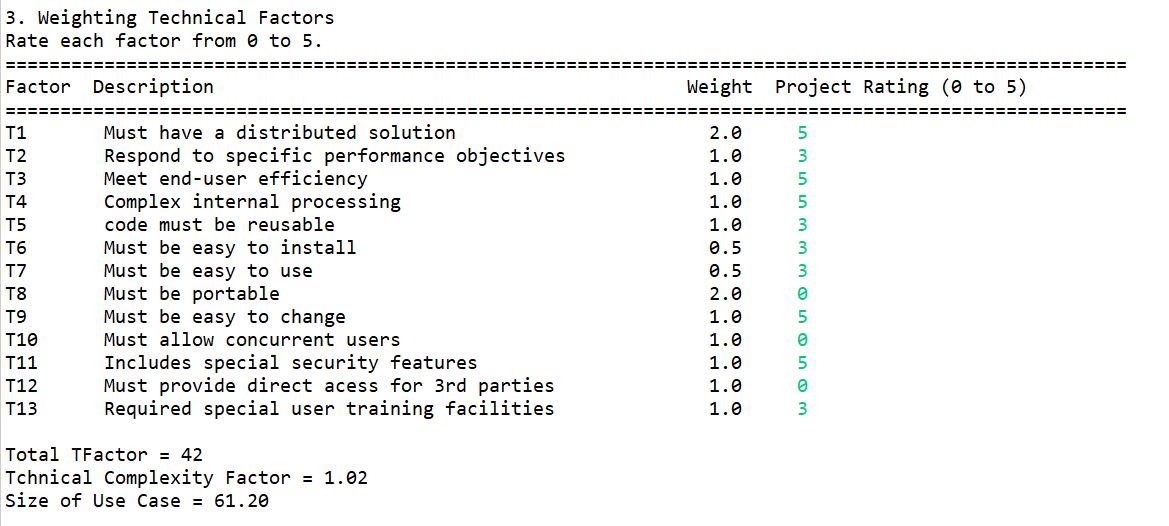 3. Weighting Technical Factors
Rate each factor from 0 to 5.
======================================================================================================
Factor  Description                                           Weight  Project Rating (0 to 5)
======================================================================================================
T1       Must have a distributed solution                       2.0     5
T2       Respond to specific performance objectives             1.0     3
T3       Meet end-user efficiency                               1.0     5
T4       Complex internal processing                            1.0     5
T5       code must be reusable                                  1.0     3
T6       Must be easy to install                                0.5     3
T7       Must be easy to use                                    0.5     3
T8       Must be portable                                       2.0     0
T9       Must be easy to change                                 1.0     5
T10      Must allow concurrent users                            1.0     0
T11      Includes special security features                     1.0     5
T12      Must provide direct acess for 3rd parties              1.0     0
T13      Required special user training facilities              1.0     3
Total TFactor = 42
Tchnical Complexity Factor = 1.02
Size of Use Case = 61.20